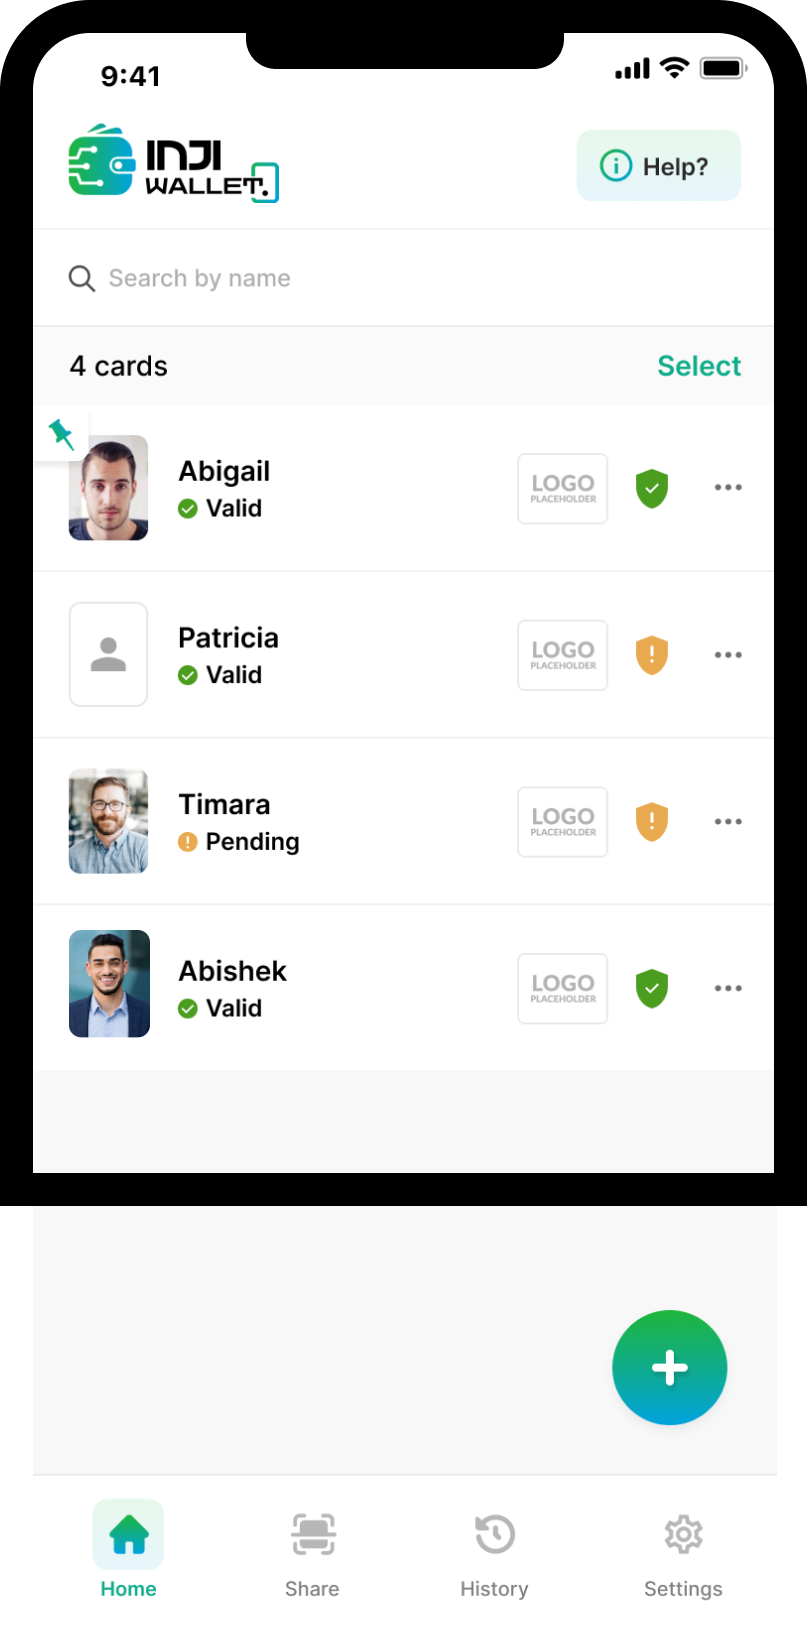 9:41
INJI
WALLET.
Help?
Search by name
4 cards
Select
Abigail
Valid
LOGO
PLACEHOLDER
Patricia
Valid
LOGO
PLACEHOLDER
Timara
Pending
LOGO
PLACEHOLDER
Abishek
Valid
LOGO
PLACEHOLDER
Home
Share
History
Settings